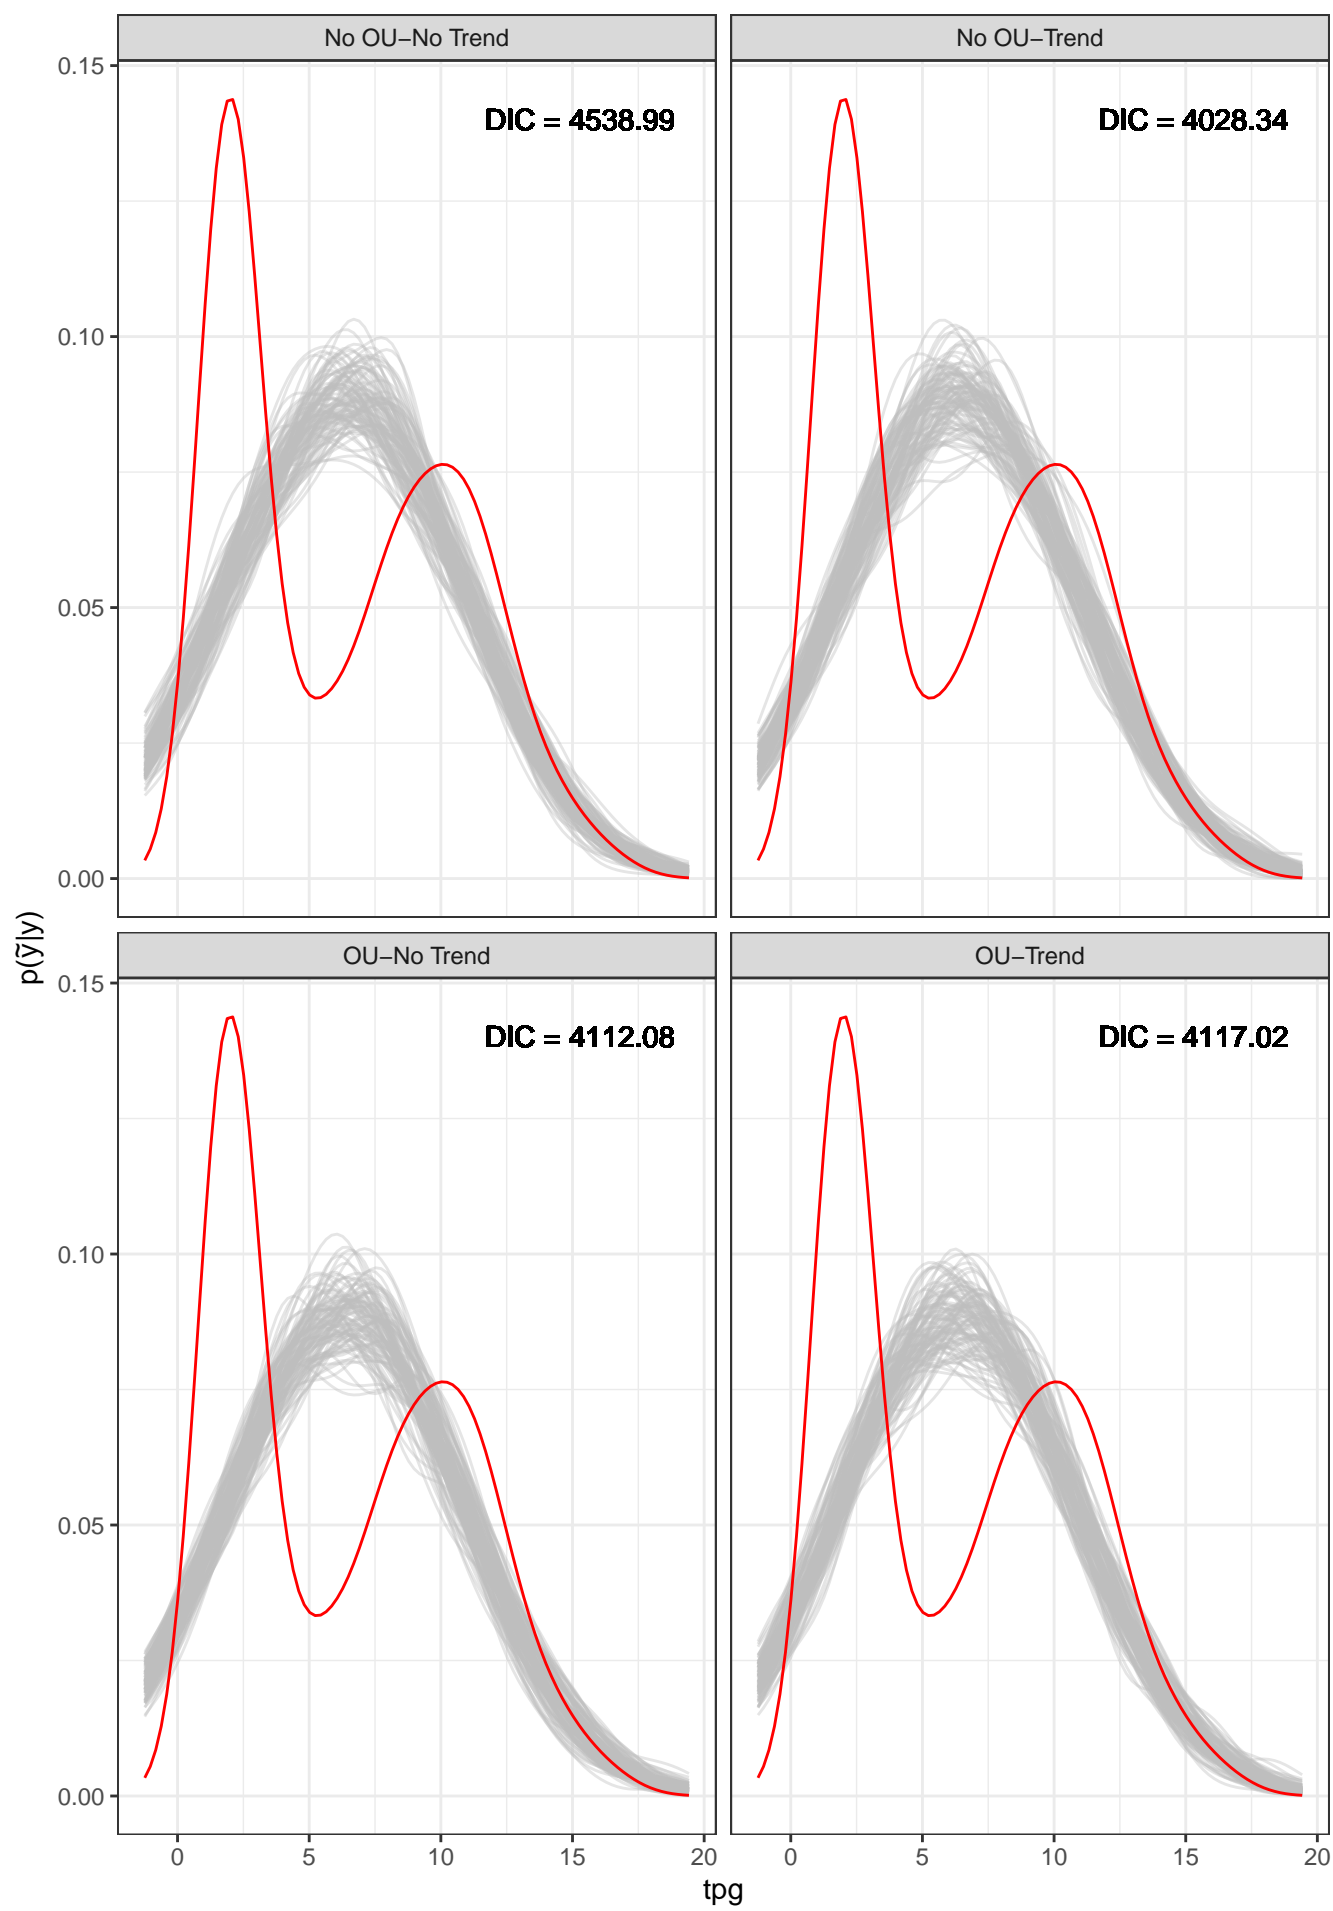 No OU–No Trend
No OU–Trend
DIC = 4538.99
DIC = 4028.34
0.15
0.10
0.05
0.00
p(ỹ|y)
OU–No Trend
OU–Trend
DIC = 4112.08
DIC = 4117.02
0.15
0.10
0.05
0.00
0 5 10 15 20
0 5 10 15 20
tpg